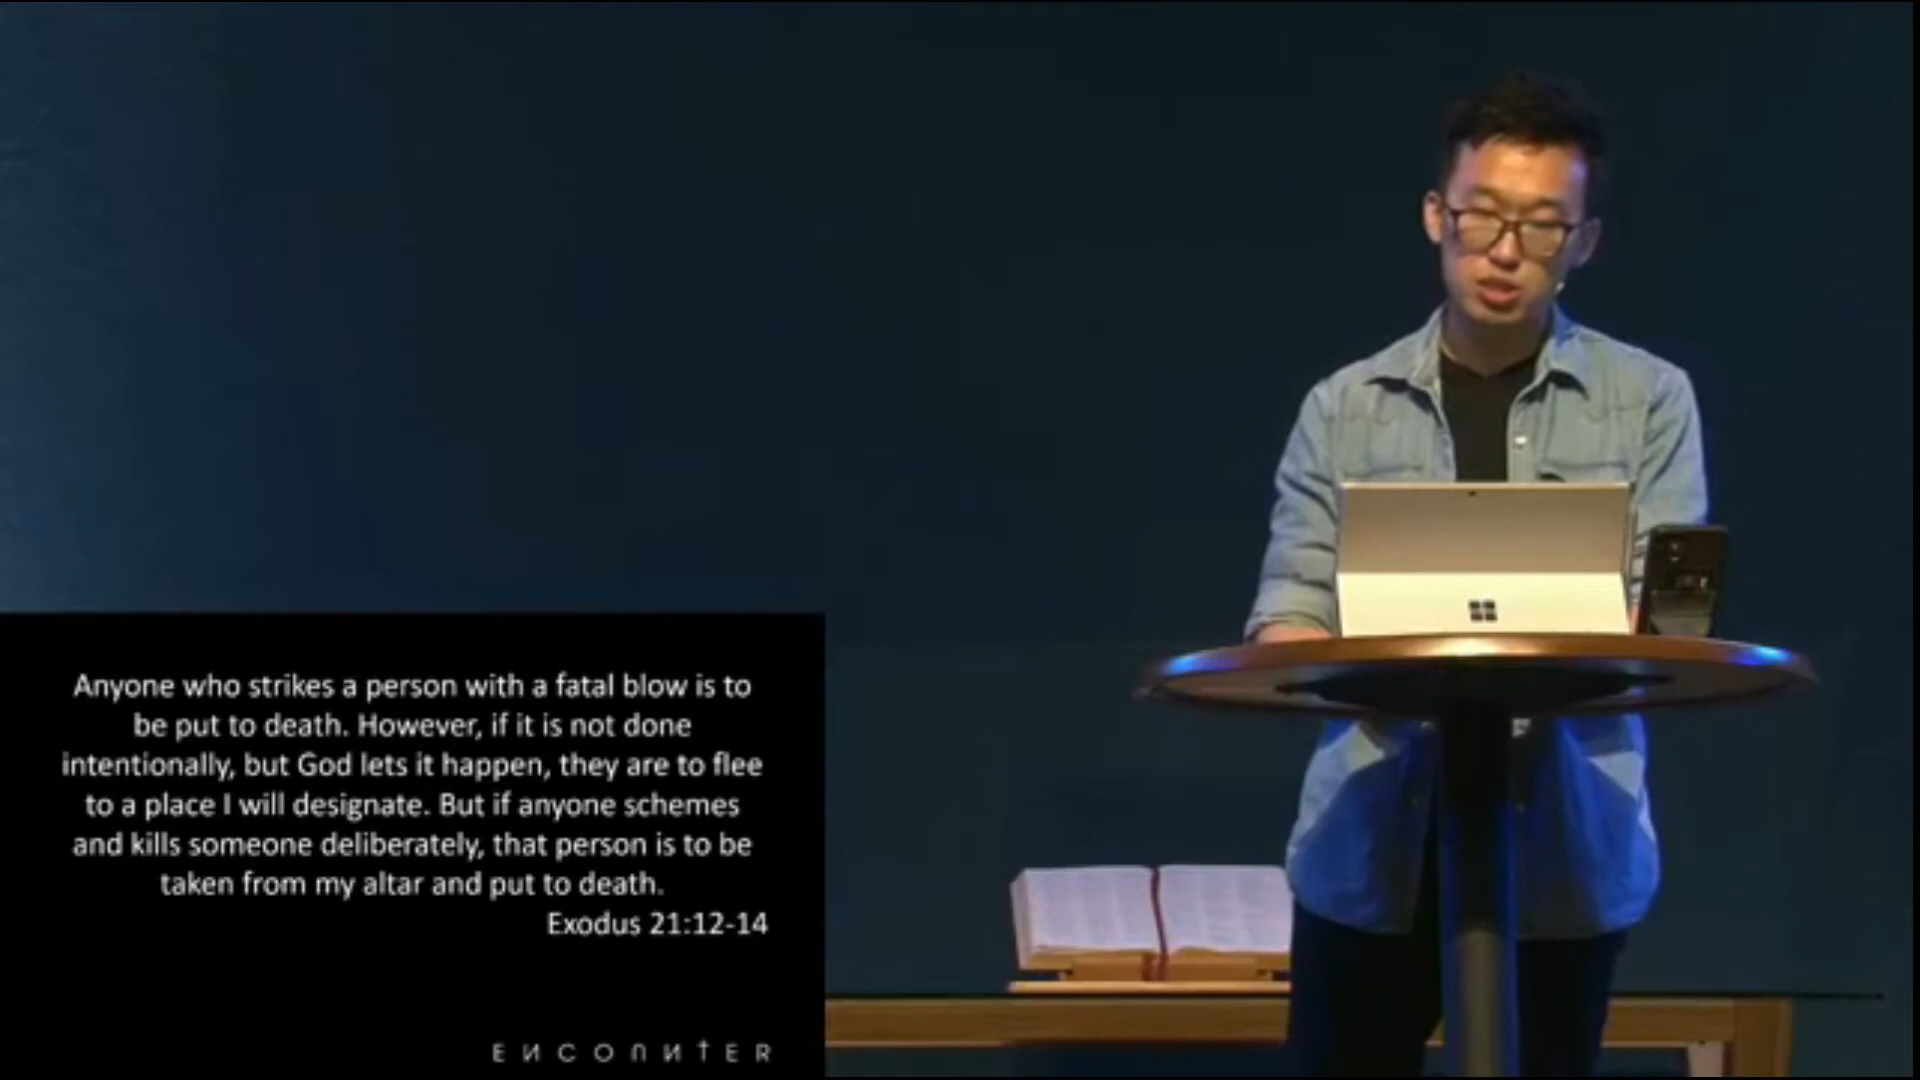 Anyone who strikes a person with a fatal blow is to
be put to death. However, if it is not done
intentionally, but God lets it happen, they are to flee
to a place I will designate. But if anyone schemes
and kills someone deliberately, that person is to be
taken from my altar and put to death.
Exodus 21:12-14
ENCOUNTER